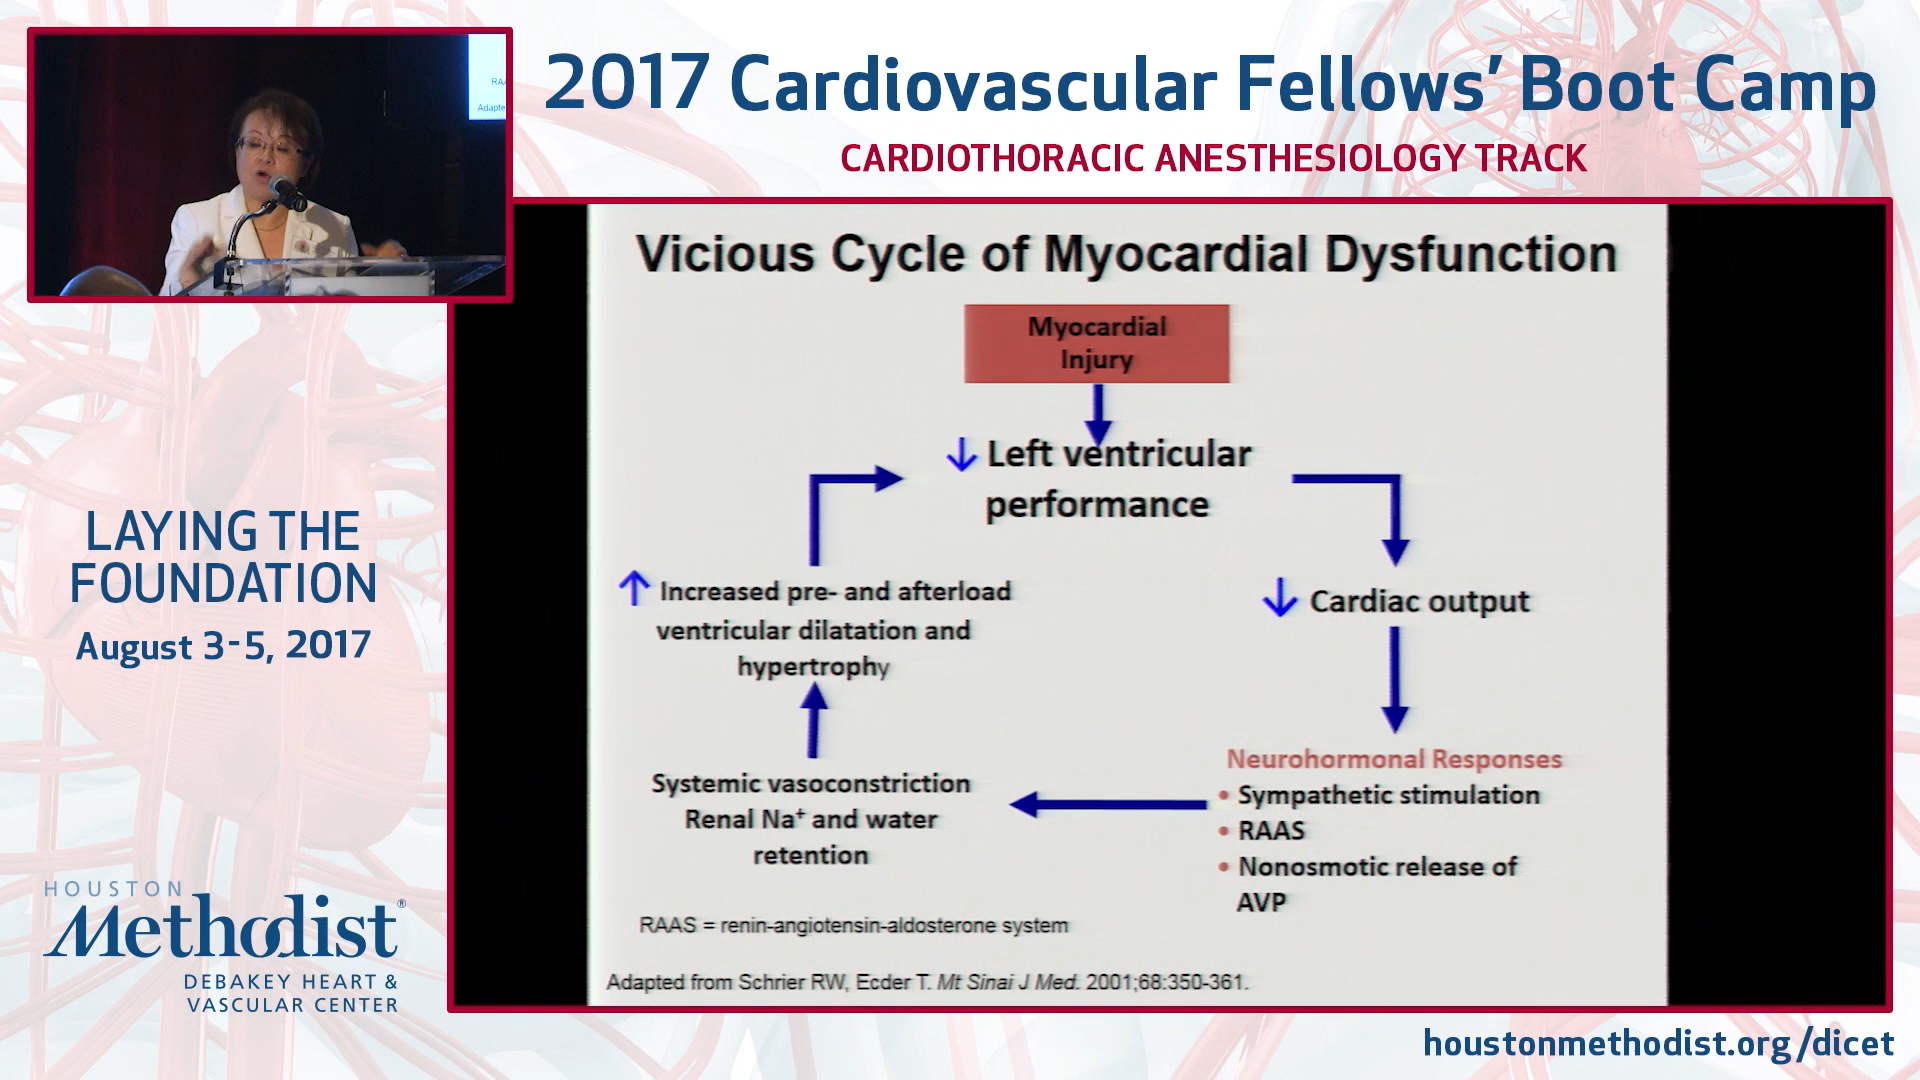 2017 Cardiovascular Fellows' Boot Camp
CARDIOTHORACIC ANESTHESIOLOGY TRACK
RAA
Adapte
LAYING THE
FOUNDATION
August 3-5, 2017
HOUSTON
Methodist®
DEBAKEY HEART &
VASCULAR CENTER
Vicious Cycle of Myocardial Dysfunction
Myocardial
Injury
↓ Left ventricular
performance
↓ Cardiac output
Neurohormonal Responses
• Sympathetic stimulation
• RAAS
• Nonosmotic release of
AVP
Systemic vasoconstriction
Renal Na⁺ and water
retention
↑ Increased pre- and afterload
ventricular dilatation and
hypertrophy
RAAS = renin-angiotensin-aldosterone system
Adapted from Schrier RW, Ecder T. Mt Sinai J Med. 2001;68:350-361.
houstonmethodist.org/dicet